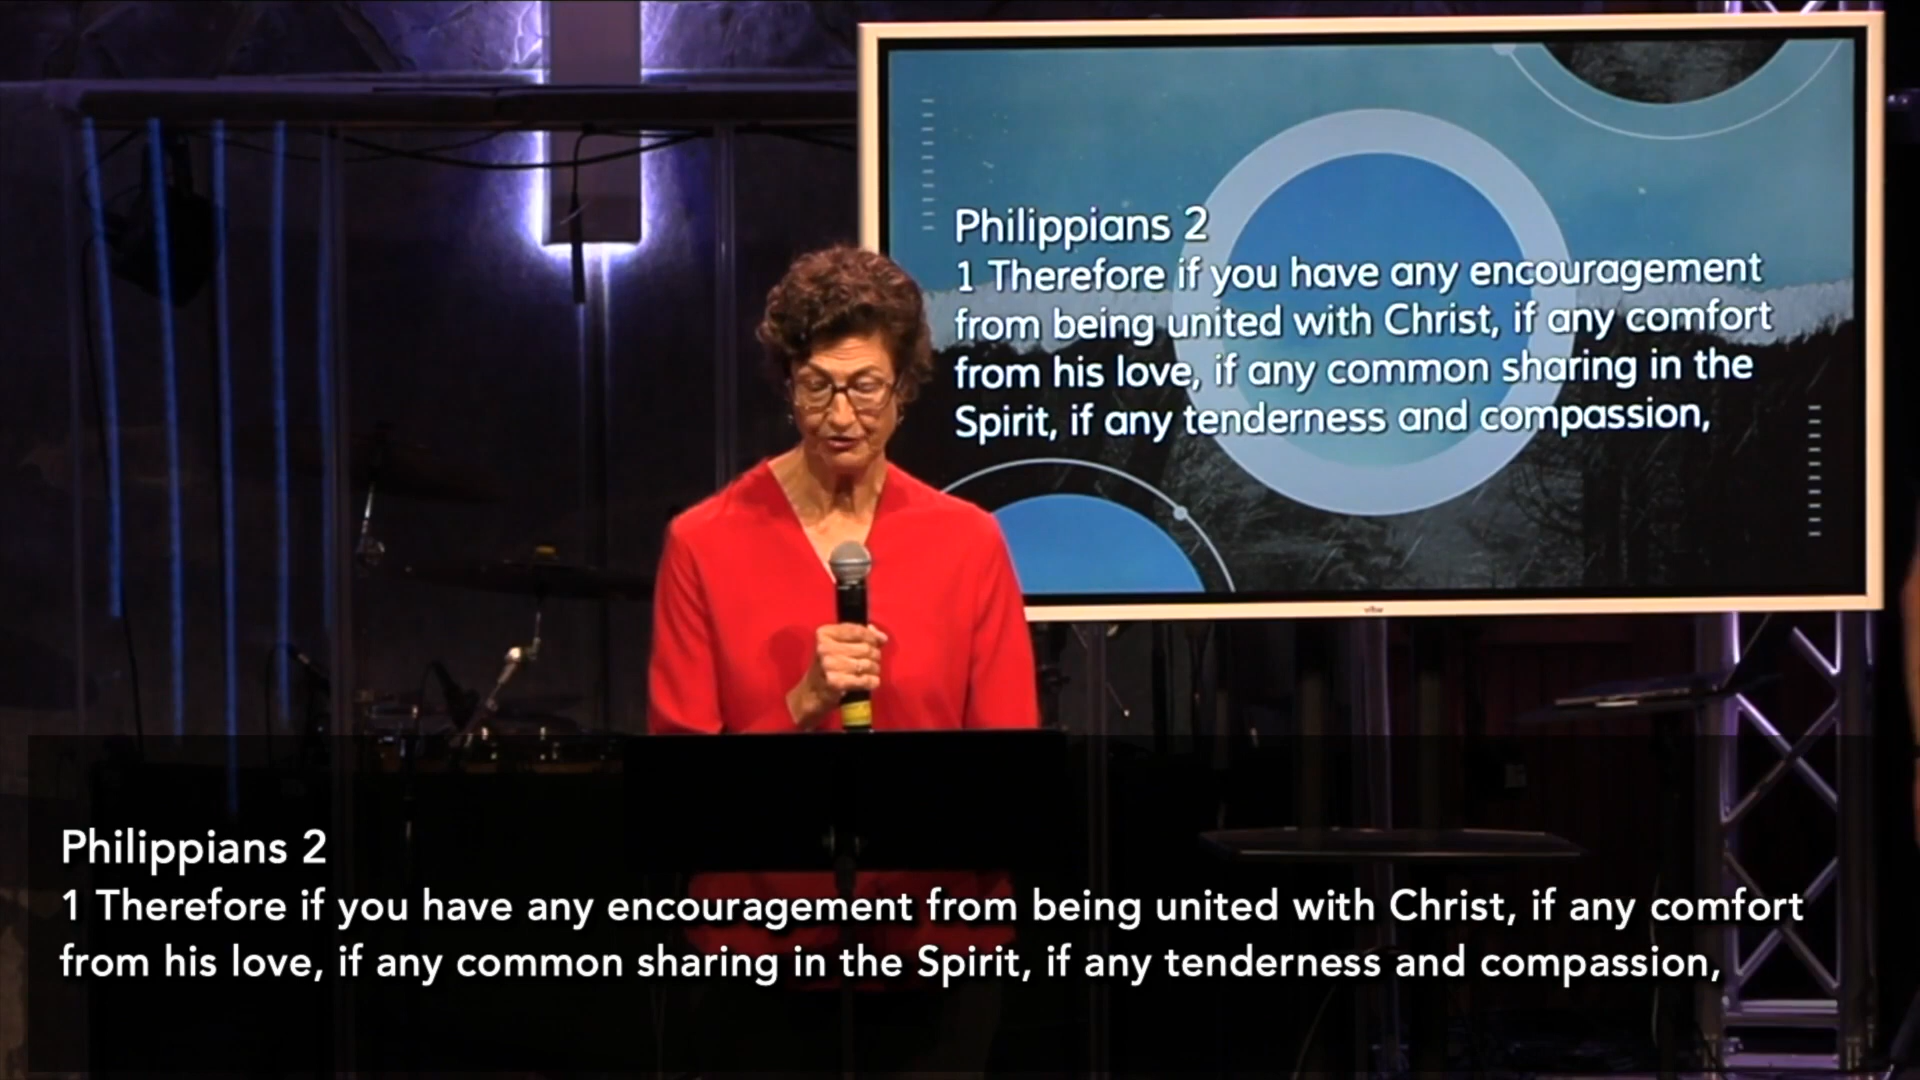 Philippians 2
1 Therefore if you have any encouragement
from being united with Christ, if any comfort
from his love, if any common sharing in the
Spirit, if any tenderness and compassion,
vibe
Philippians 2
1 Therefore if you have any encouragement from being united with Christ, if any comfort
from his love, if any common sharing in the Spirit, if any tenderness and compassion,